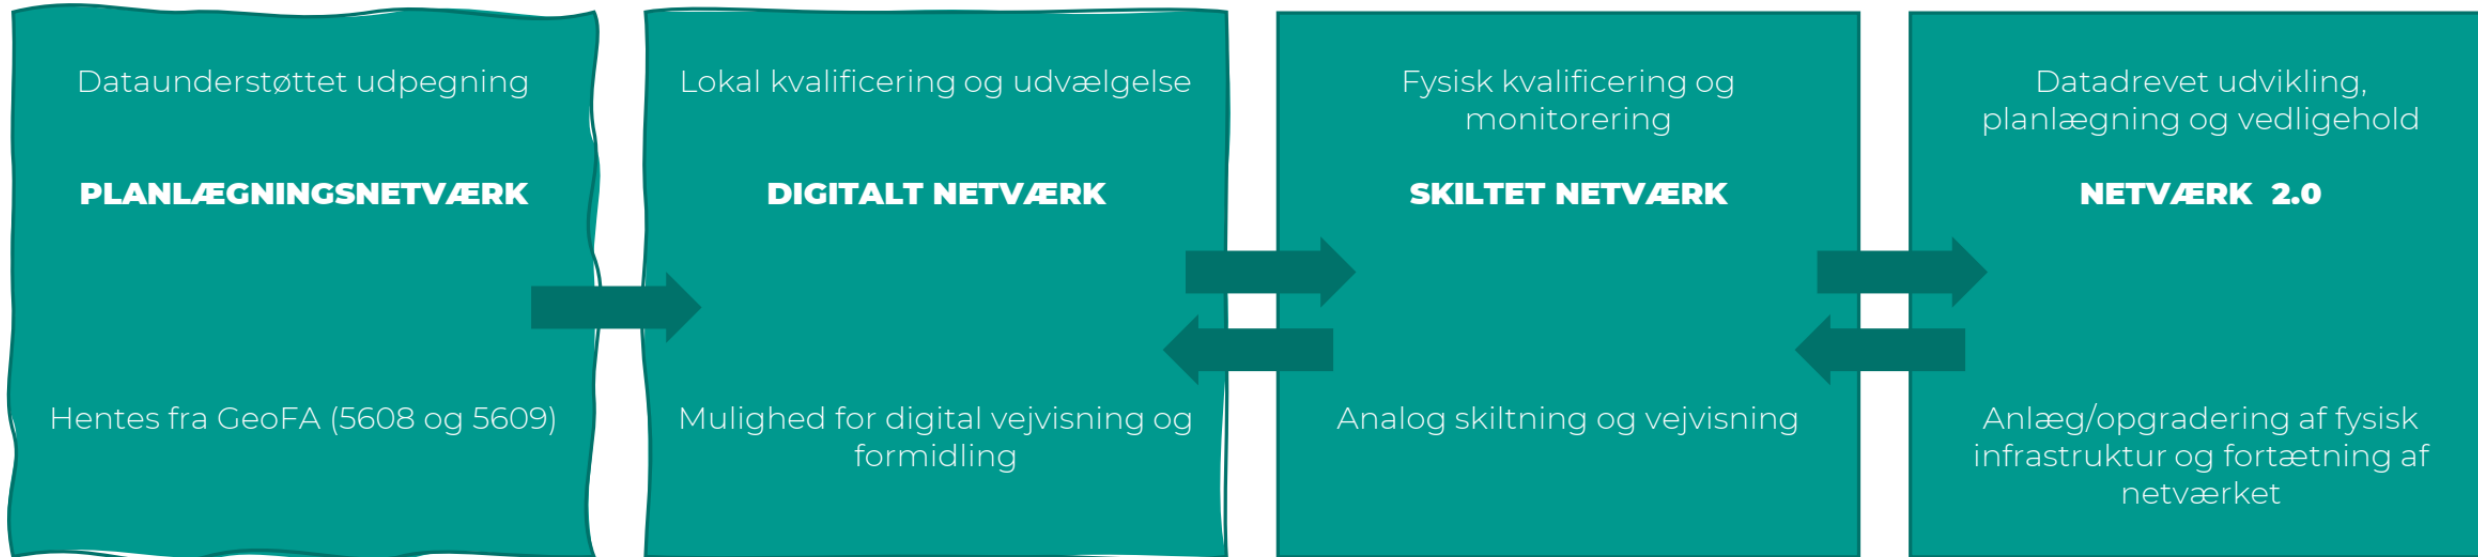 Dataunderstøttet udpegning
PLANLÆGNINGSNETVÆRK
Hentes fra GeoFA (5608 og 5609)
Lokal kvalificering og udvælgelse
DIGITALT NETVÆRK
Mulighed for digital vejvisning og
formidling
Fysisk kvalificering og
monitorering
SKILTET NETVÆRK
Analog skiltning og vejvisning
Datadrevet udvikling,
planlægning og vedligehold
NETVÆRK 2.0
Anlæg/opgradering af fysisk
infrastruktur og fortætning af
netværket